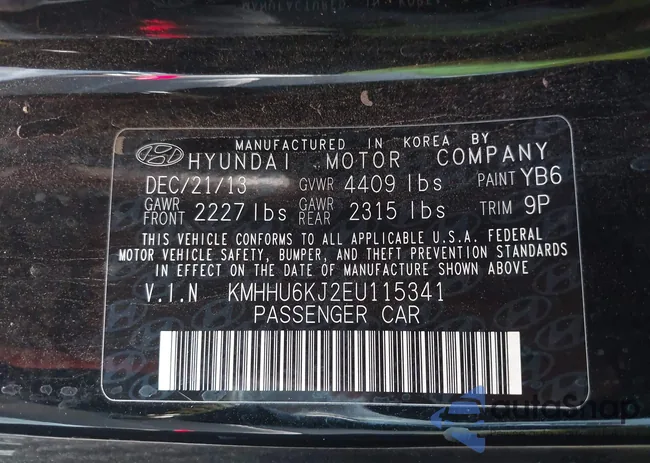 MANUFACTURED IN KOREA BY
HYUNDAI MOTOR COMPANY
DEC/21/13 GVWR 4409 lbs PAINT YB6
GAWR FRONT 2227 lbs GAWR REAR 2315 lbs TRIM 9P
THIS VEHICLE CONFORMS TO ALL APPLICABLE U.S.A. FEDERAL
MOTOR VEHICLE SAFETY, BUMPER, AND THEFT PREVENTION STANDARDS
IN EFFECT ON THE DATE OF MANUFACTURE SHOWN ABOVE
V.I.N KMHHU6KJ2EU115341
PASSENGER CAR
autoShop